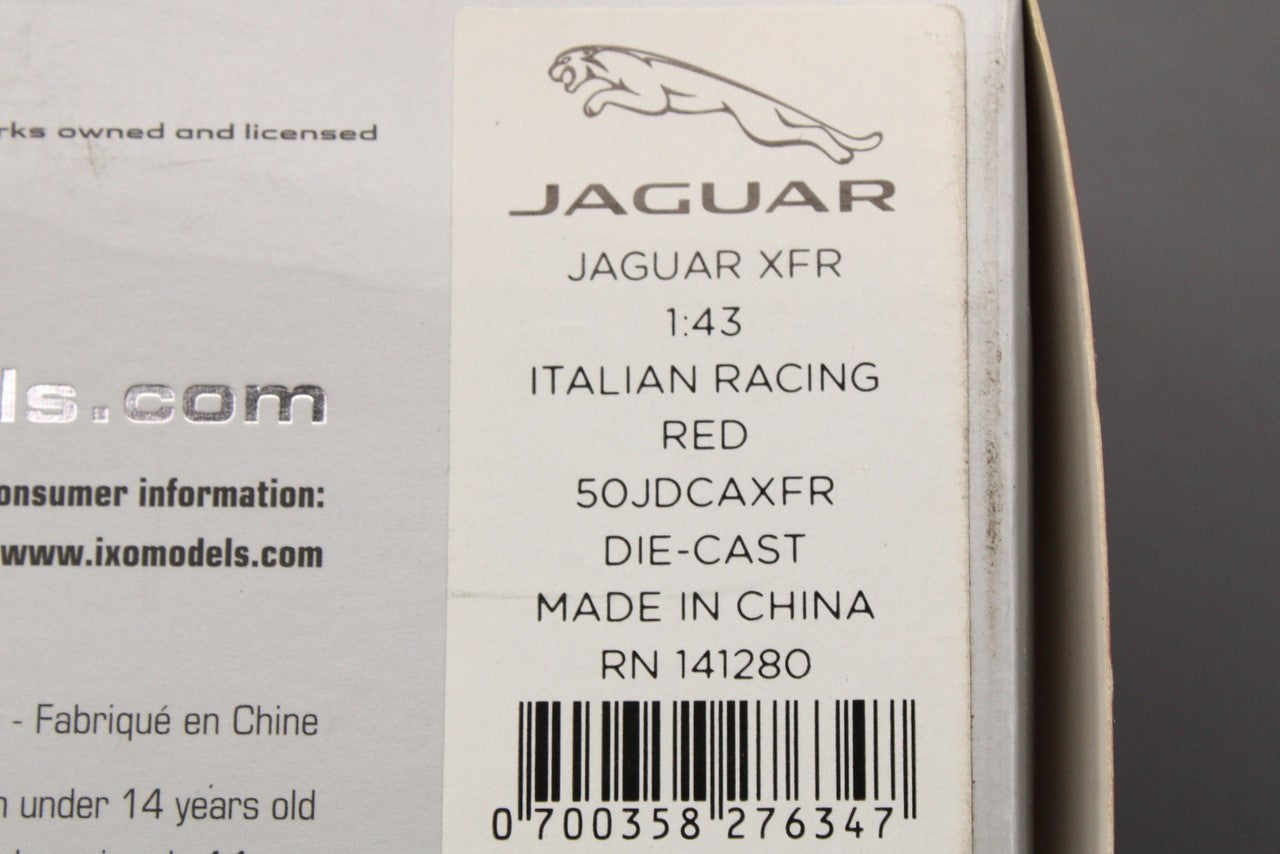 rks owned and licensed
ls.com
onsumer information:
www.ixomodels.com
- Fabriqué en Chine
under 14 years old
JAGUAR
JAGUAR XFR
1:43
ITALIAN RACING
RED
50JDCAXFR
DIE-CAST
MADE IN CHINA
RN 141280
0 700358 276347